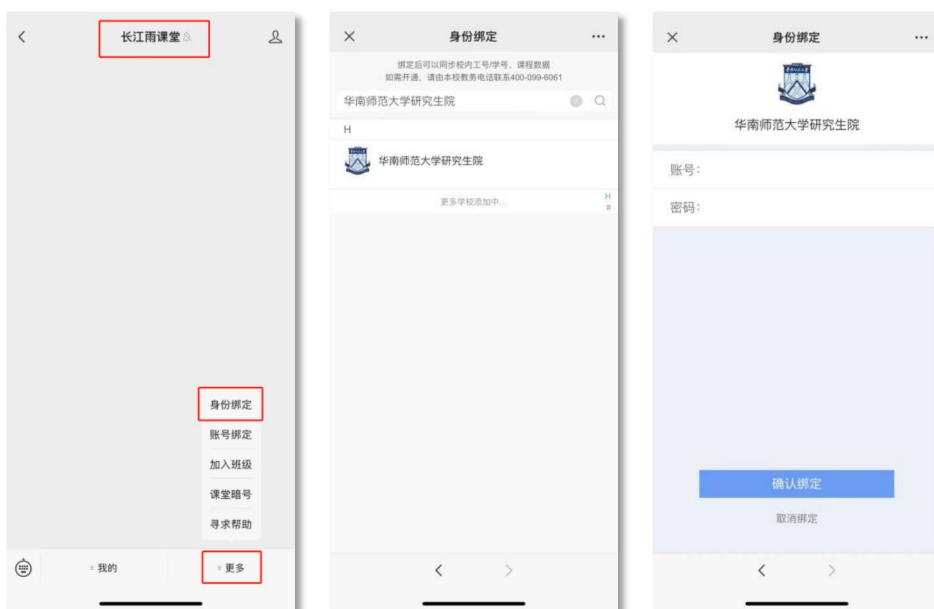 长江雨课堂
身份绑定
账号绑定
加入班级
课堂暗号
寻求帮助
我的
更多
身份绑定
绑定后可以同步校内工号/学号、课程数据
如需开通,请由本校教务电话联系400-099-6061
华南师范大学研究生院
H
华南师范大学研究生院
更多学校添加中...
H
#
身份绑定
华南师范大学研究生院
账号:
密码:
确认绑定
取消绑定